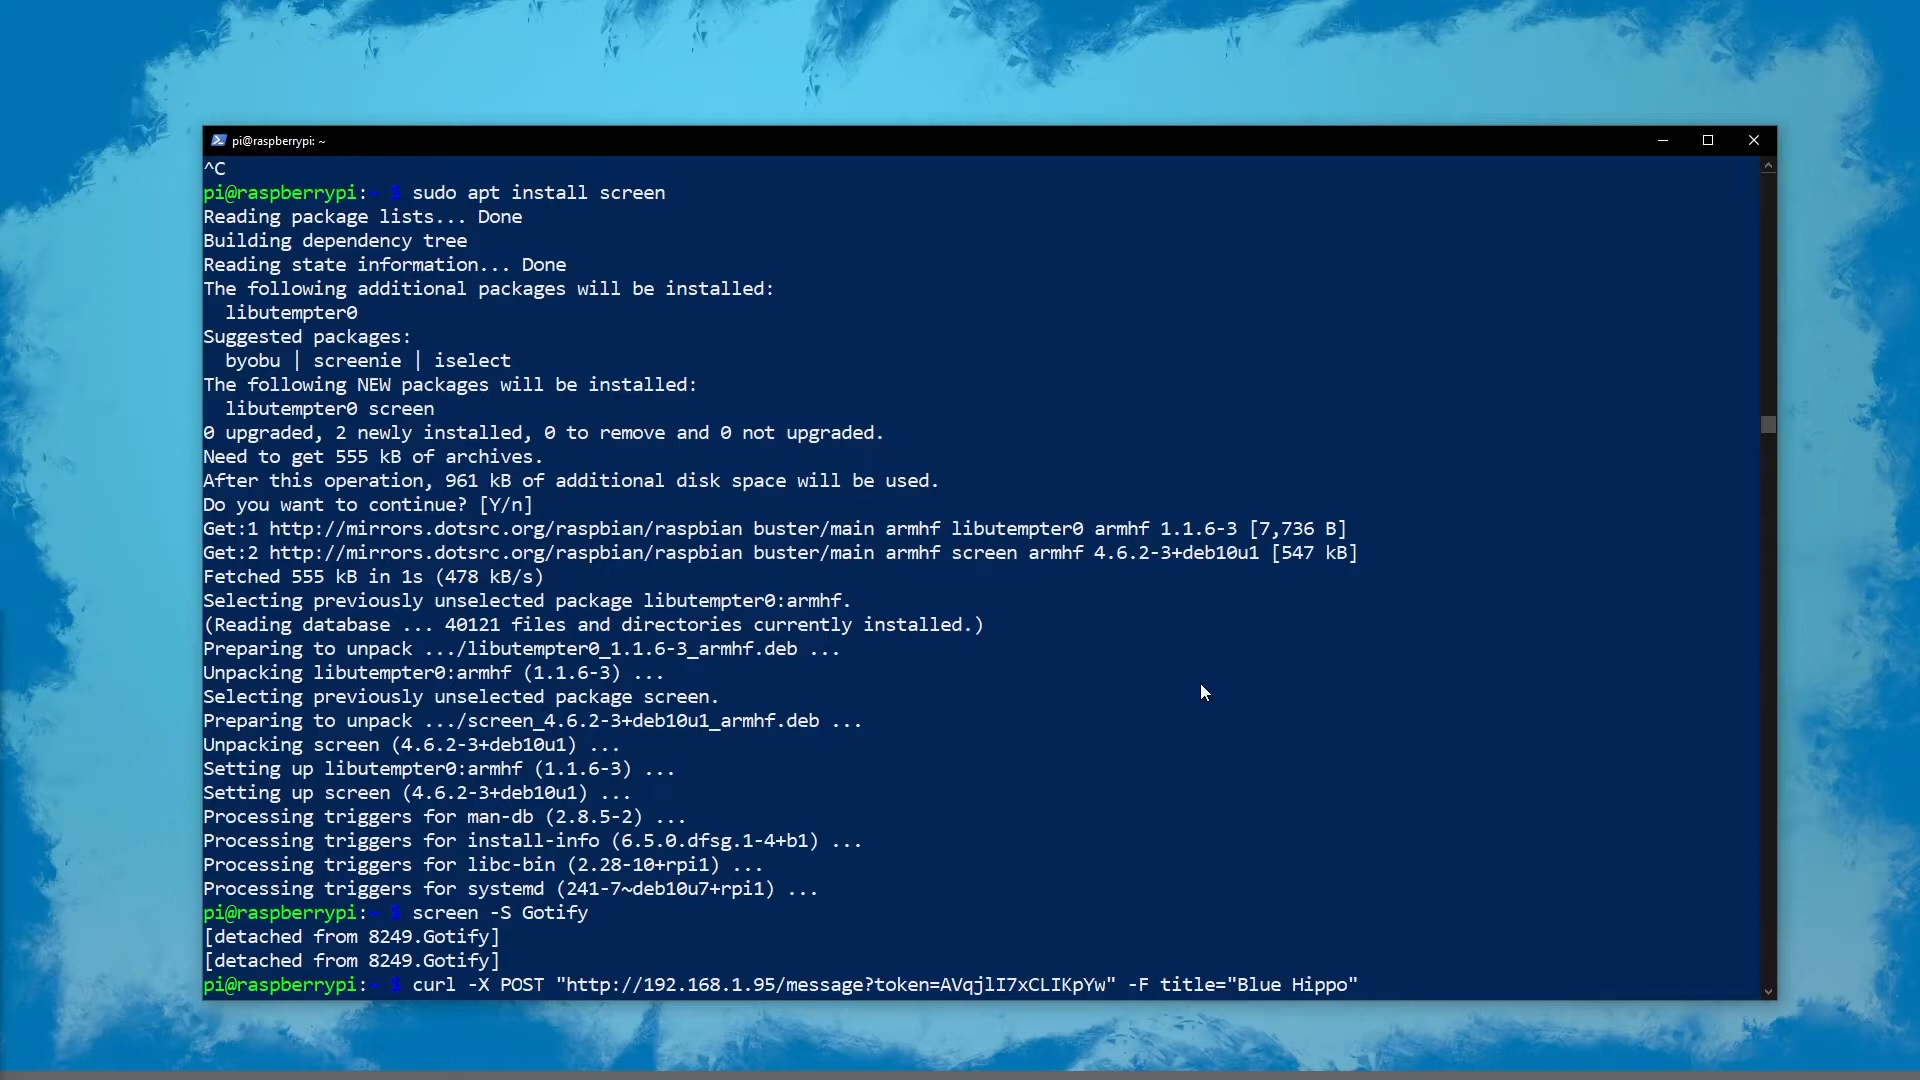 pi@raspberrypi: ~
^C
pi@raspberrypi:~ $ sudo apt install screen
Reading package lists... Done
Building dependency tree
Reading state information... Done
The following additional packages will be installed:
  libutempter0
Suggested packages:
  byobu | screenie | iselect
The following NEW packages will be installed:
  libutempter0 screen
0 upgraded, 2 newly installed, 0 to remove and 0 not upgraded.
Need to get 555 kB of archives.
After this operation, 961 kB of additional disk space will be used.
Do you want to continue? [Y/n]
Get:1 http://mirrors.dotsrc.org/raspbian/raspbian buster/main armhf libutempter0 armhf 1.1.6-3 [7,736 B]
Get:2 http://mirrors.dotsrc.org/raspbian/raspbian buster/main armhf screen armhf 4.6.2-3+deb10u1 [547 kB]
Fetched 555 kB in 1s (478 kB/s)
Selecting previously unselected package libutempter0:armhf.
(Reading database ... 40121 files and directories currently installed.)
Preparing to unpack .../libutempter0_1.1.6-3_armhf.deb ...
Unpacking libutempter0:armhf (1.1.6-3) ...
Selecting previously unselected package screen.
Preparing to unpack .../screen_4.6.2-3+deb10u1_armhf.deb ...
Unpacking screen (4.6.2-3+deb10u1) ...
Setting up libutempter0:armhf (1.1.6-3) ...
Setting up screen (4.6.2-3+deb10u1) ...
Processing triggers for man-db (2.8.5-2) ...
Processing triggers for install-info (6.5.0.dfsg.1-4+b1) ...
Processing triggers for libc-bin (2.28-10+rpi1) ...
Processing triggers for systemd (241-7~deb10u7+rpi1) ...
pi@raspberrypi:~ $ screen -S Gotify
[detached from 8249.Gotify]
[detached from 8249.Gotify]
pi@raspberrypi:~ $ curl -X POST "http://192.168.1.95/message?token=AVqjlI7xCLIKpYw" -F title="Blue Hippo"